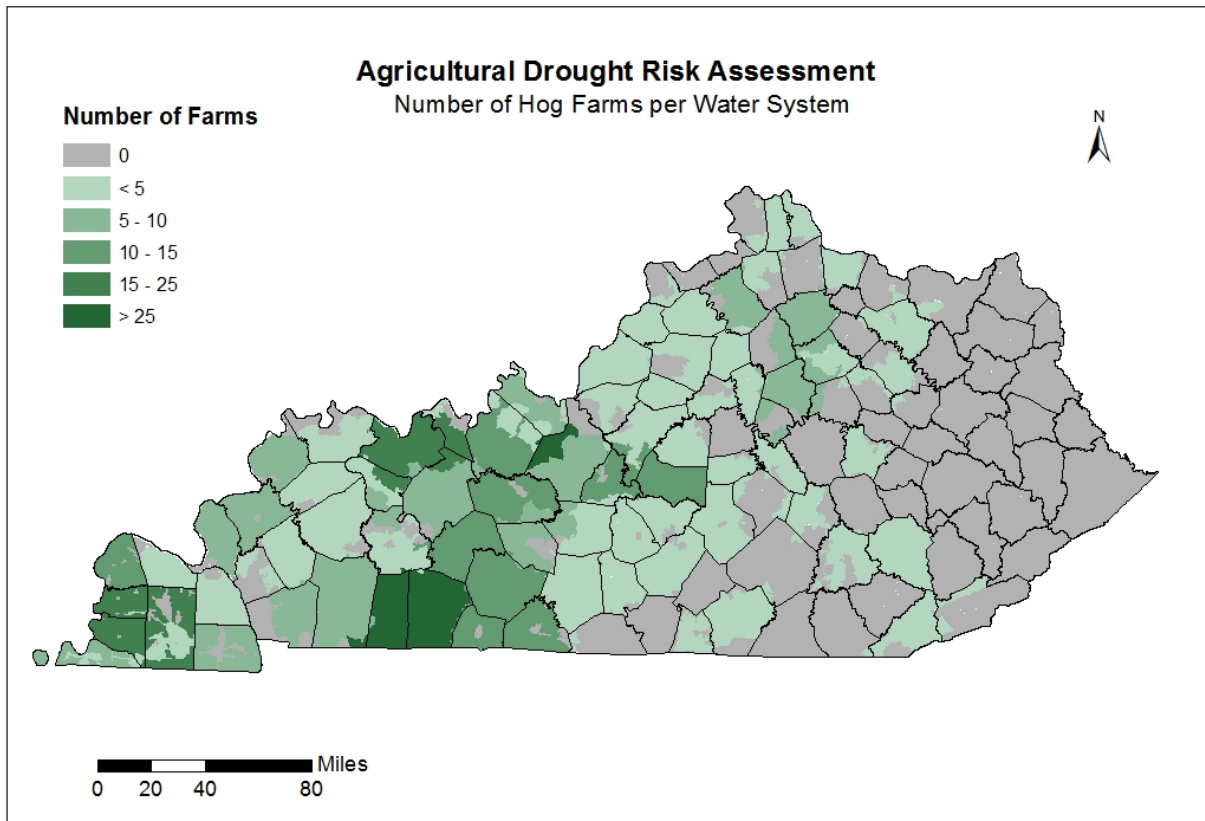 Agricultural Drought Risk Assessment
Number of Hog Farms per Water System
Number of Farms
0
< 5
5 - 10
10 - 15
15 - 25
> 25
N
Miles
0 20 40 80